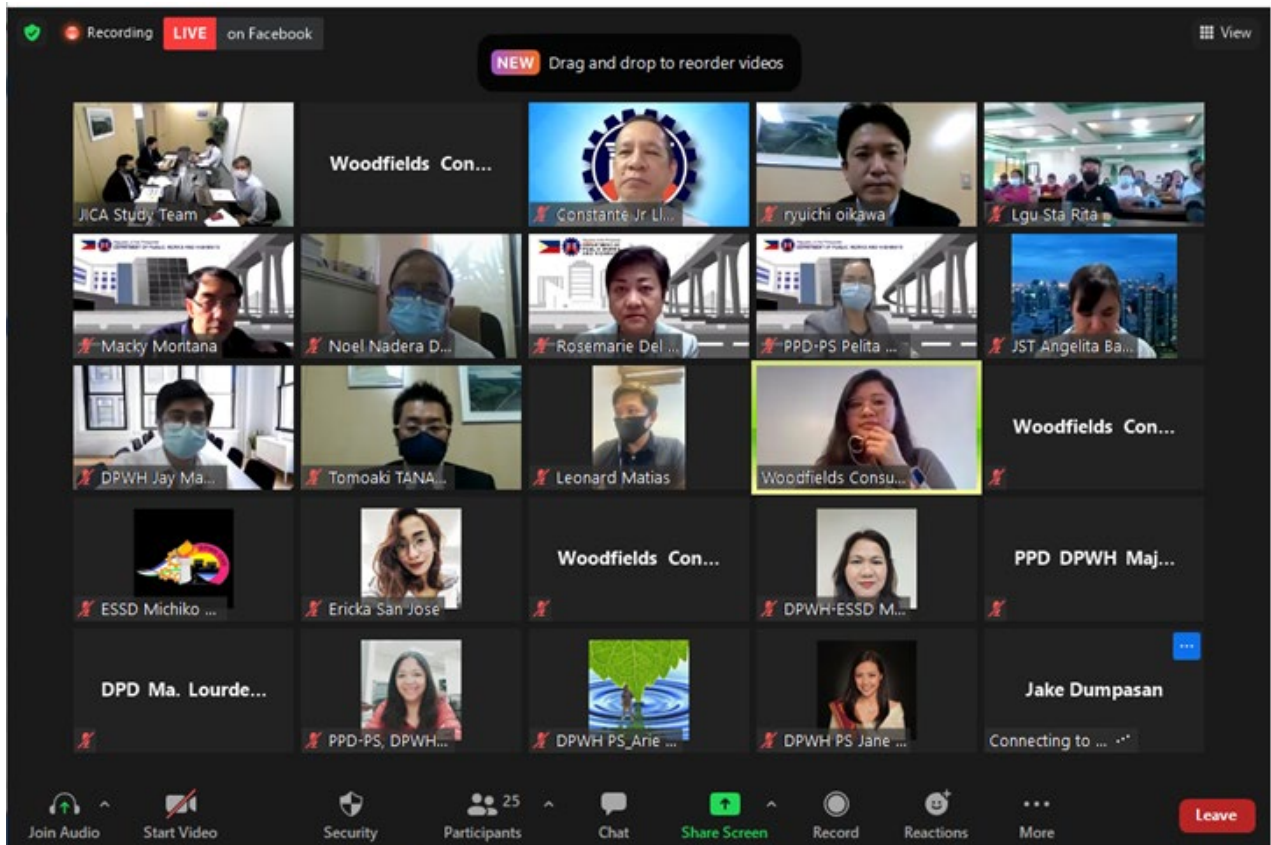 Recording LIVE on Facebook
View
NEW Drag and drop to reorder videos
JICA Study Team
Woodfields Con...
Constante Jr Ll...
ryuichi oikawa
Lgu Sta Rita
Macky Montana
Noel Nadera D...
Rosemarie Del ...
PPD-PS Pelita ...
JST Angelita Ba...
DPWH Jay Ma...
Tomoaki TANA...
Leonard Matias
Woodfields Consu...
Woodfields Con...
ESSD Michiko ...
Ericka San Jose
Woodfields Con...
DPWH-ESSD M...
PPD DPWH Maj...
DPD Ma. Lourde...
PPD-PS, DPWH...
DPWH PS_Arie ...
DPWH PS Jane ...
Jake Dumpasan
Connecting to ...
Join Audio
Start Video
Security
25
Participants
Chat
Share Screen
Record
Reactions
More
Leave